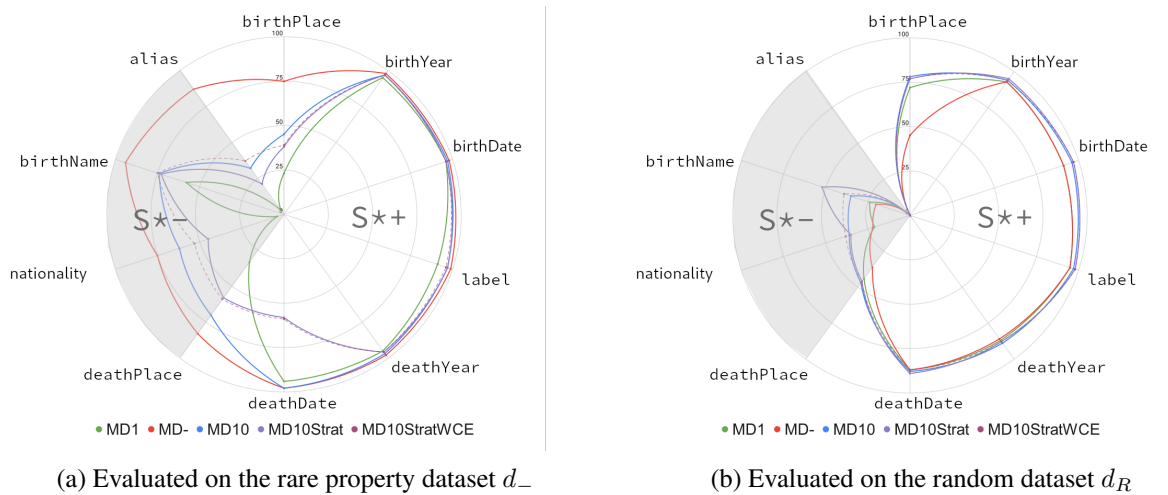 birthPlace
alias
100
birthYear
75
50
birthDate
birthName
25
S*-
S*+
nationality
label
deathPlace
deathYear
deathDate
MD1 MD- MD10 MD10Strat MD10StratWCE
(a) Evaluated on the rare property dataset d_
birthPlace
alias
100
birthYear
75
50
birthDate
birthName
25
S*-
S*+
nationality
label
deathPlace
deathYear
deathDate
MD1 MD- MD10 MD10Strat MD10StratWCE
(b) Evaluated on the random dataset dR